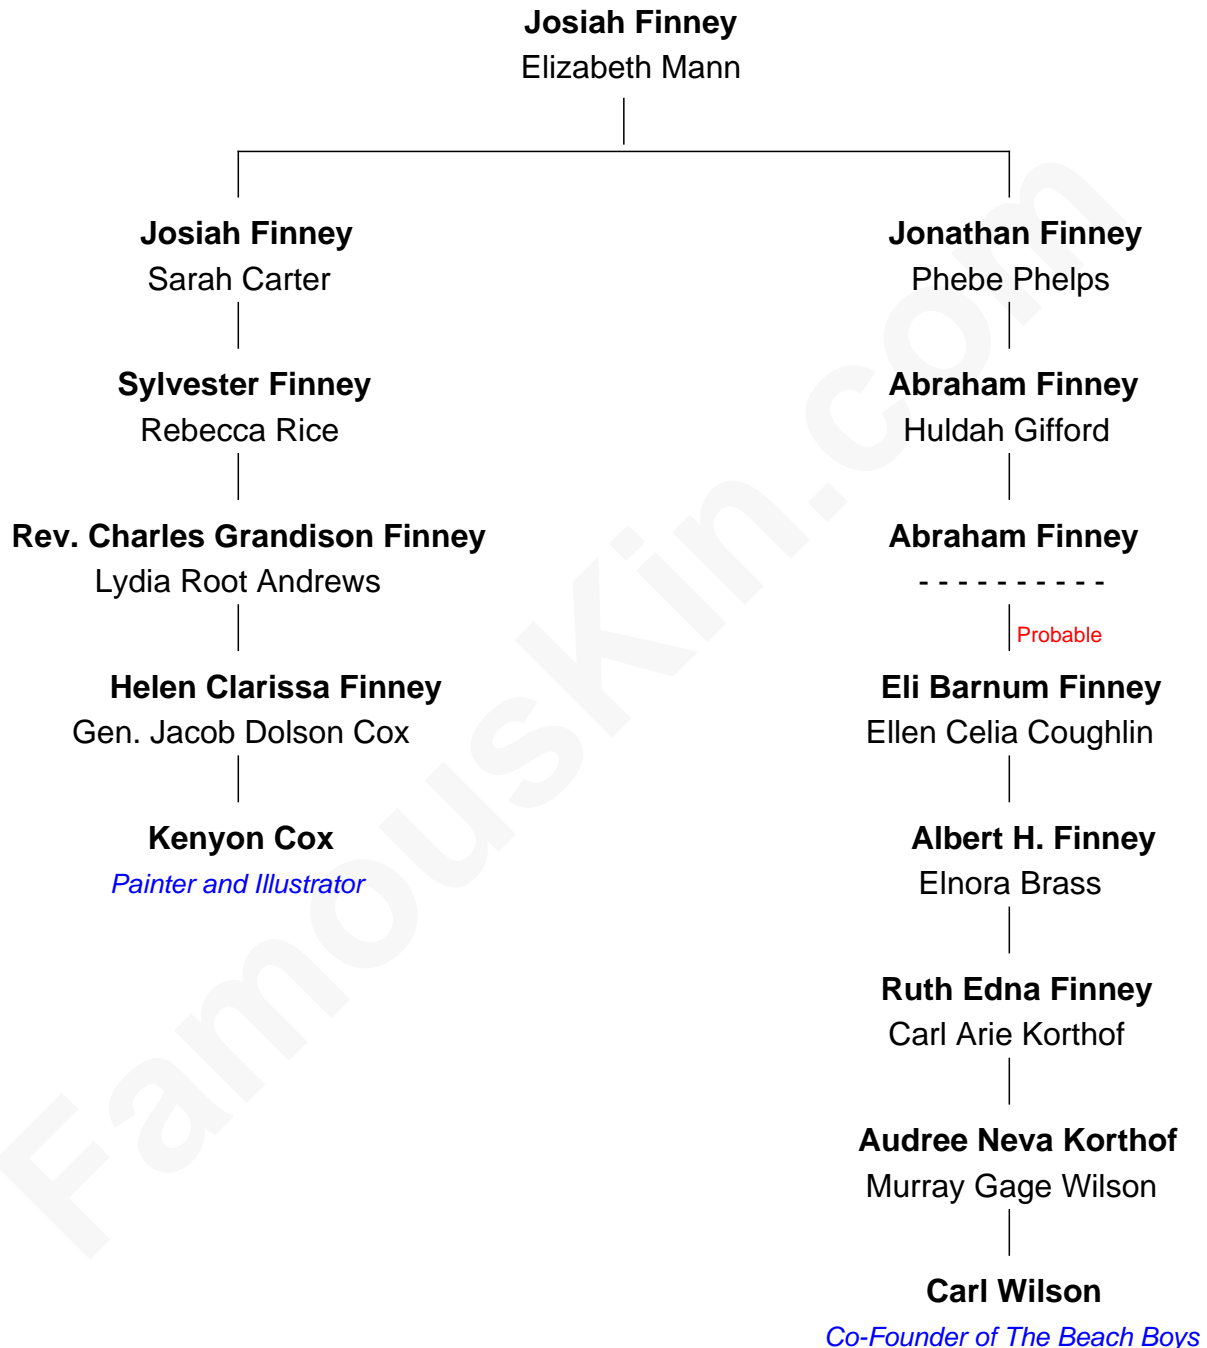 Josiah Finney
Elizabeth Mann
Josiah Finney
Sarah Carter
Sylvester Finney
Rebecca Rice
Rev. Charles Grandison Finney
Lydia Root Andrews
Helen Clarissa Finney
Gen. Jacob Dolson Cox
Kenyon Cox
Painter and Illustrator
Jonathan Finney
Phebe Phelps
Abraham Finney
Huldah Gifford
Abraham Finney
- - - - - - - - - -
Probable
Eli Barnum Finney
Ellen Celia Coughlin
Albert H. Finney
Elnora Brass
Ruth Edna Finney
Carl Arie Korthof
Audree Neva Korthof
Murray Gage Wilson
Carl Wilson
Co-Founder of The Beach Boys
FamousKin.com